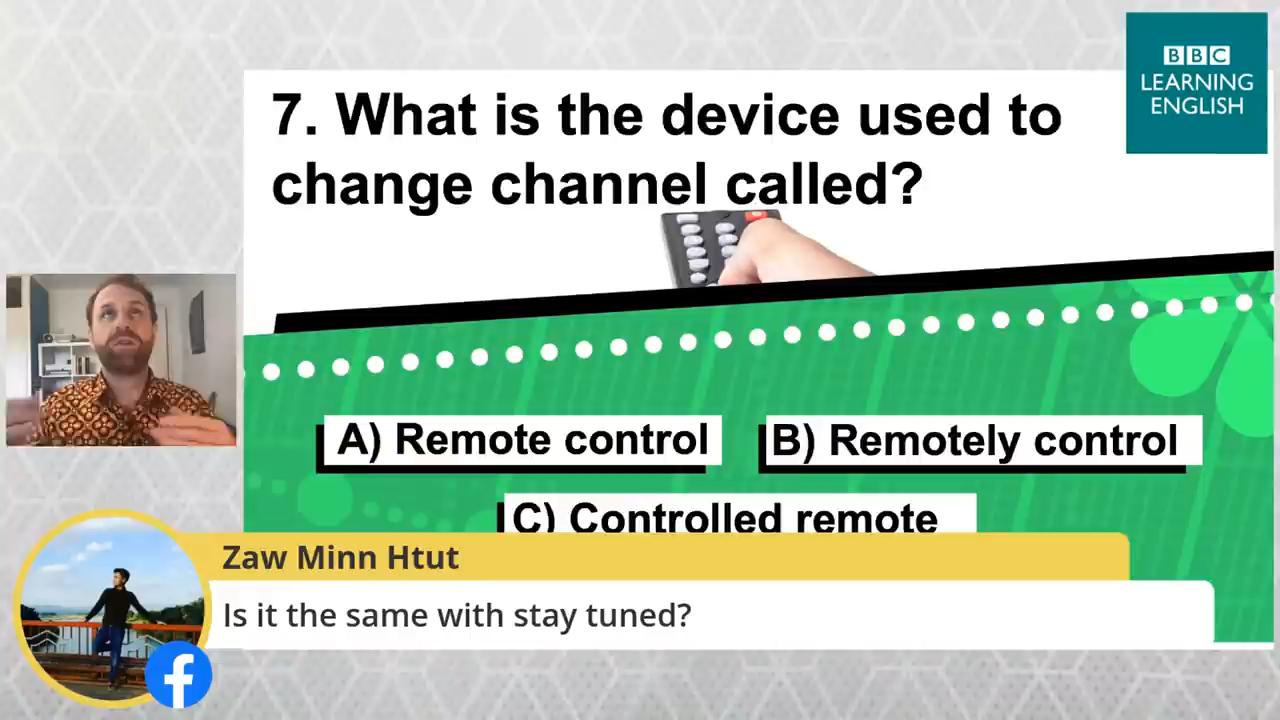 BBC
LEARNING
ENGLISH
7. What is the device used to
change channel called?
A) Remote control
B) Remotely control
C) Controlled remote
Zaw Minn Htut
Is it the same with stay tuned?